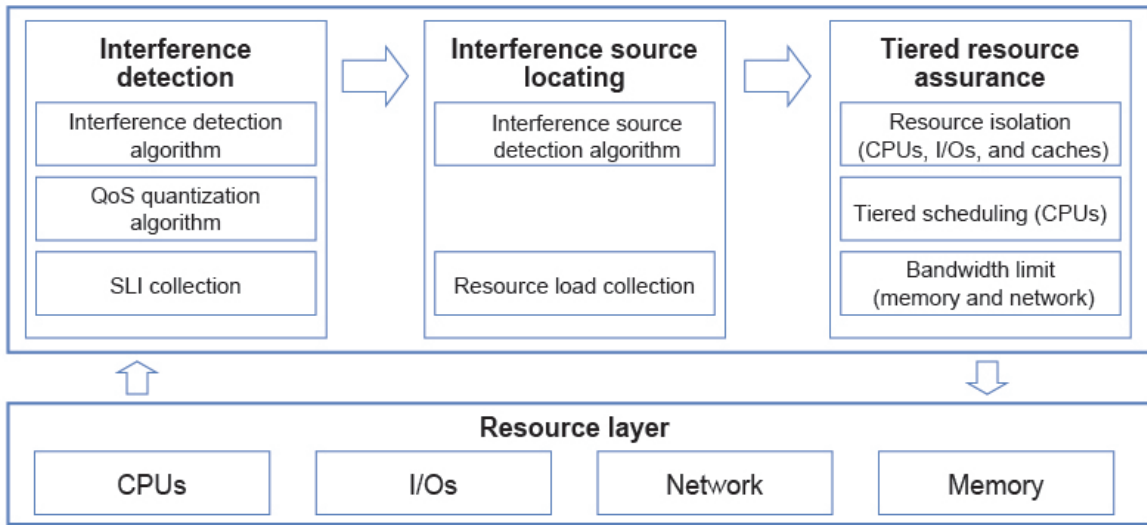 Interference
detection
Interference detection
algorithm
QoS quantization
algorithm
SLI collection
Interference source
locating
Interference source
detection algorithm
Resource load collection
Tiered resource
assurance
Resource isolation
(CPUs, I/Os, and caches)
Tiered scheduling (CPUs)
Bandwidth limit
(memory and network)
Resource layer
CPUs
I/Os
Network
Memory